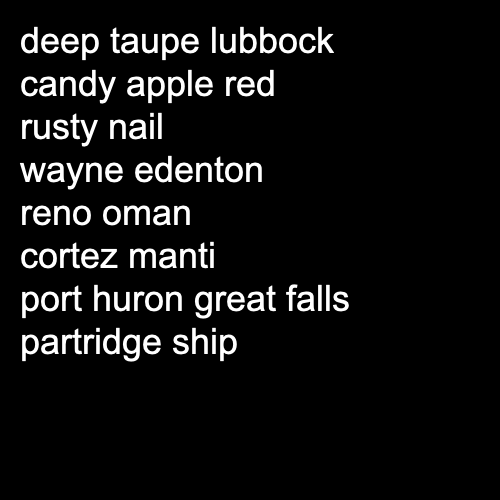 deep taupe lubbock
candy apple red
rusty nail
wayne edenton
reno oman
cortez manti
port huron great falls
partridge ship